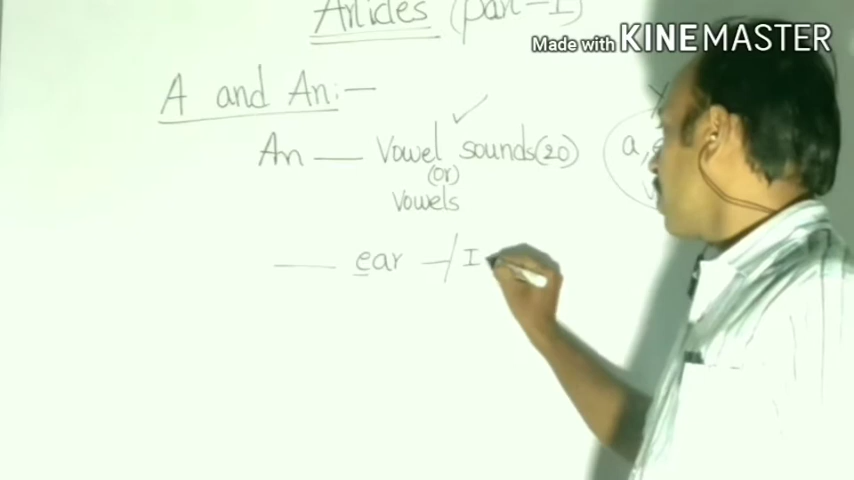 Articles (part-I)
Made with KINEMASTER
A and An:—
An — Vowel sounds(20)
(or)
Vowels
a,
— ear — / I